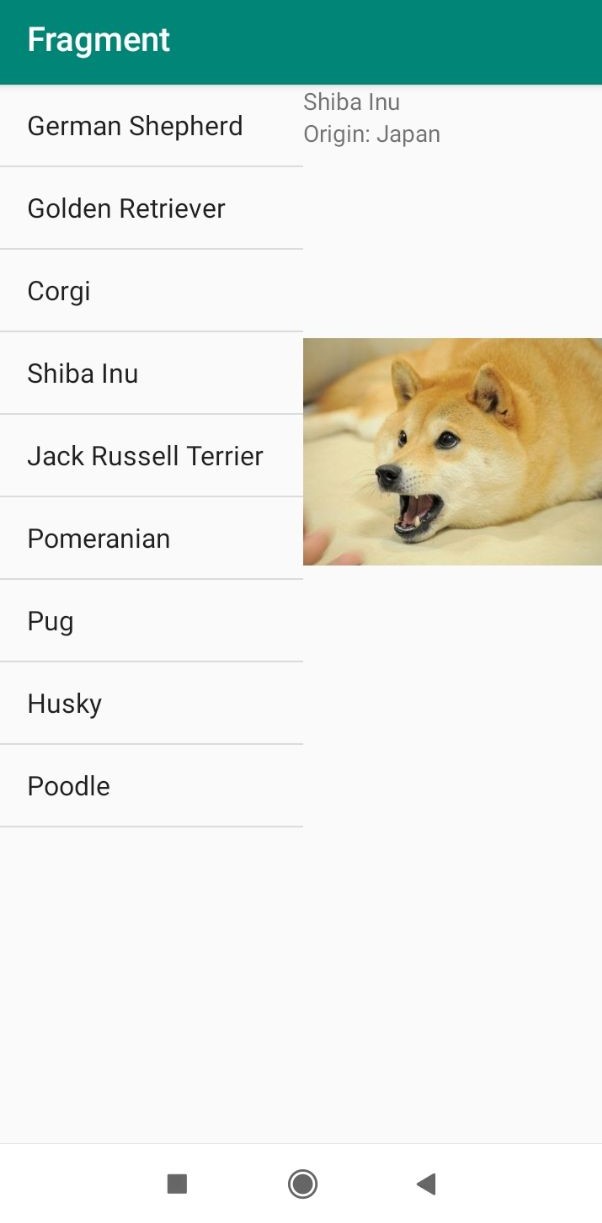 Fragment
German Shepherd
Golden Retriever
Corgi
Shiba Inu
Jack Russell Terrier
Pomeranian
Pug
Husky
Poodle
Shiba Inu
Origin: Japan